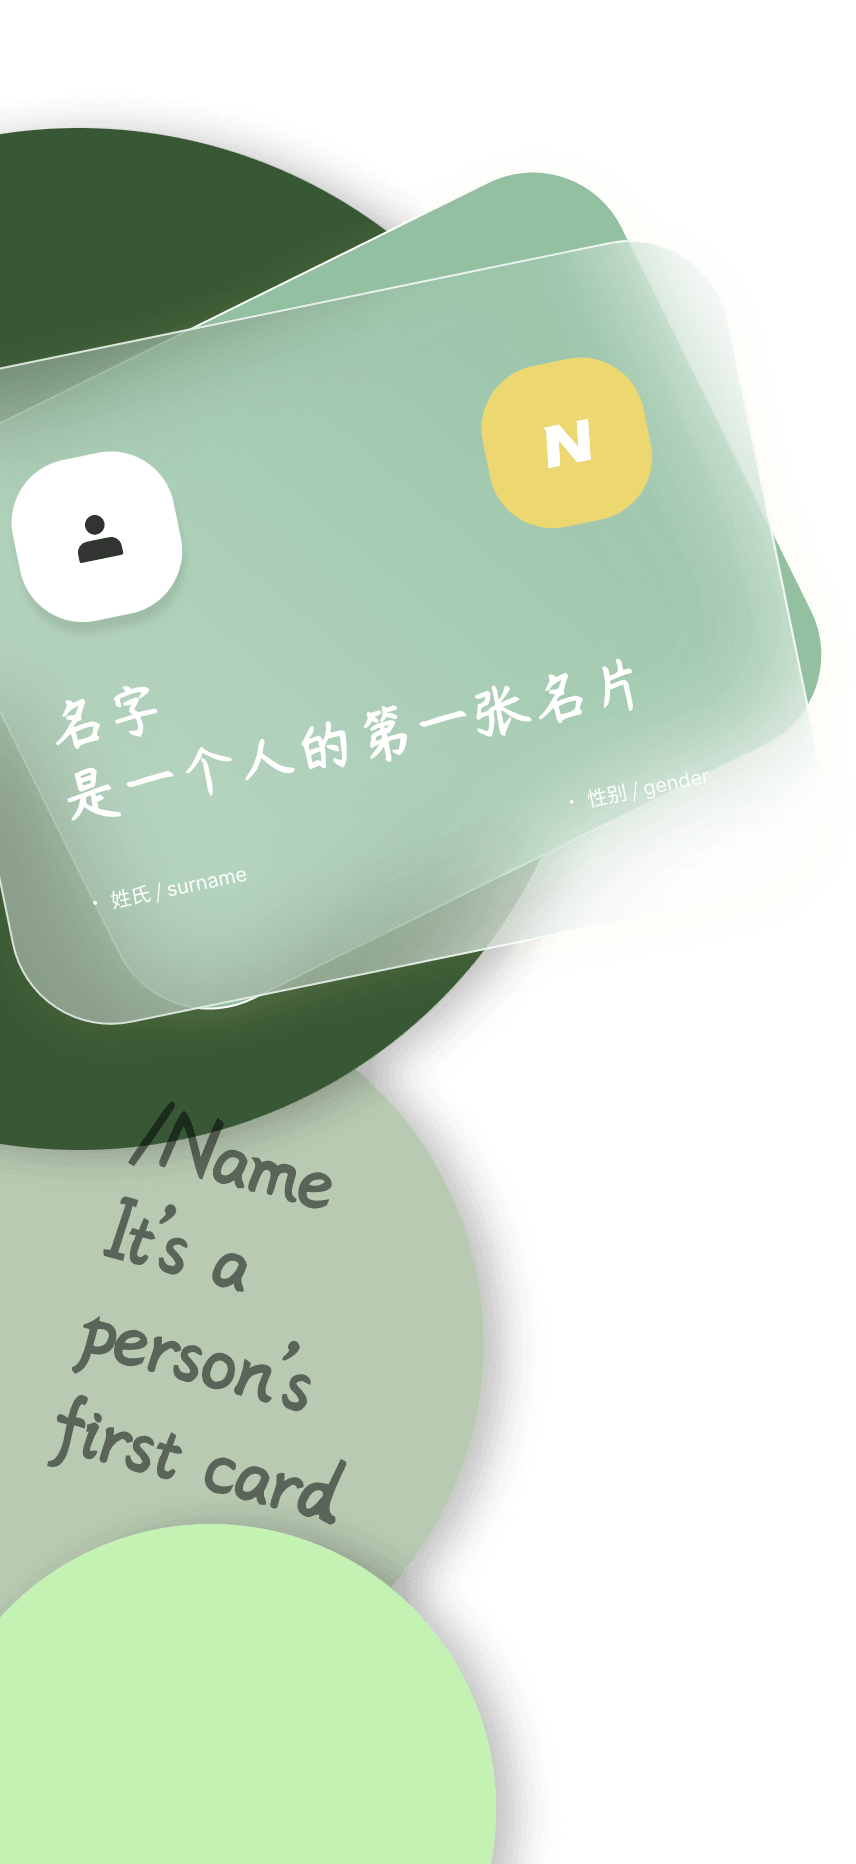 N
名字
是一个人的第一张名片
• 性别 / gender
• 姓氏 / surname
/Name
It's a
person's
first card